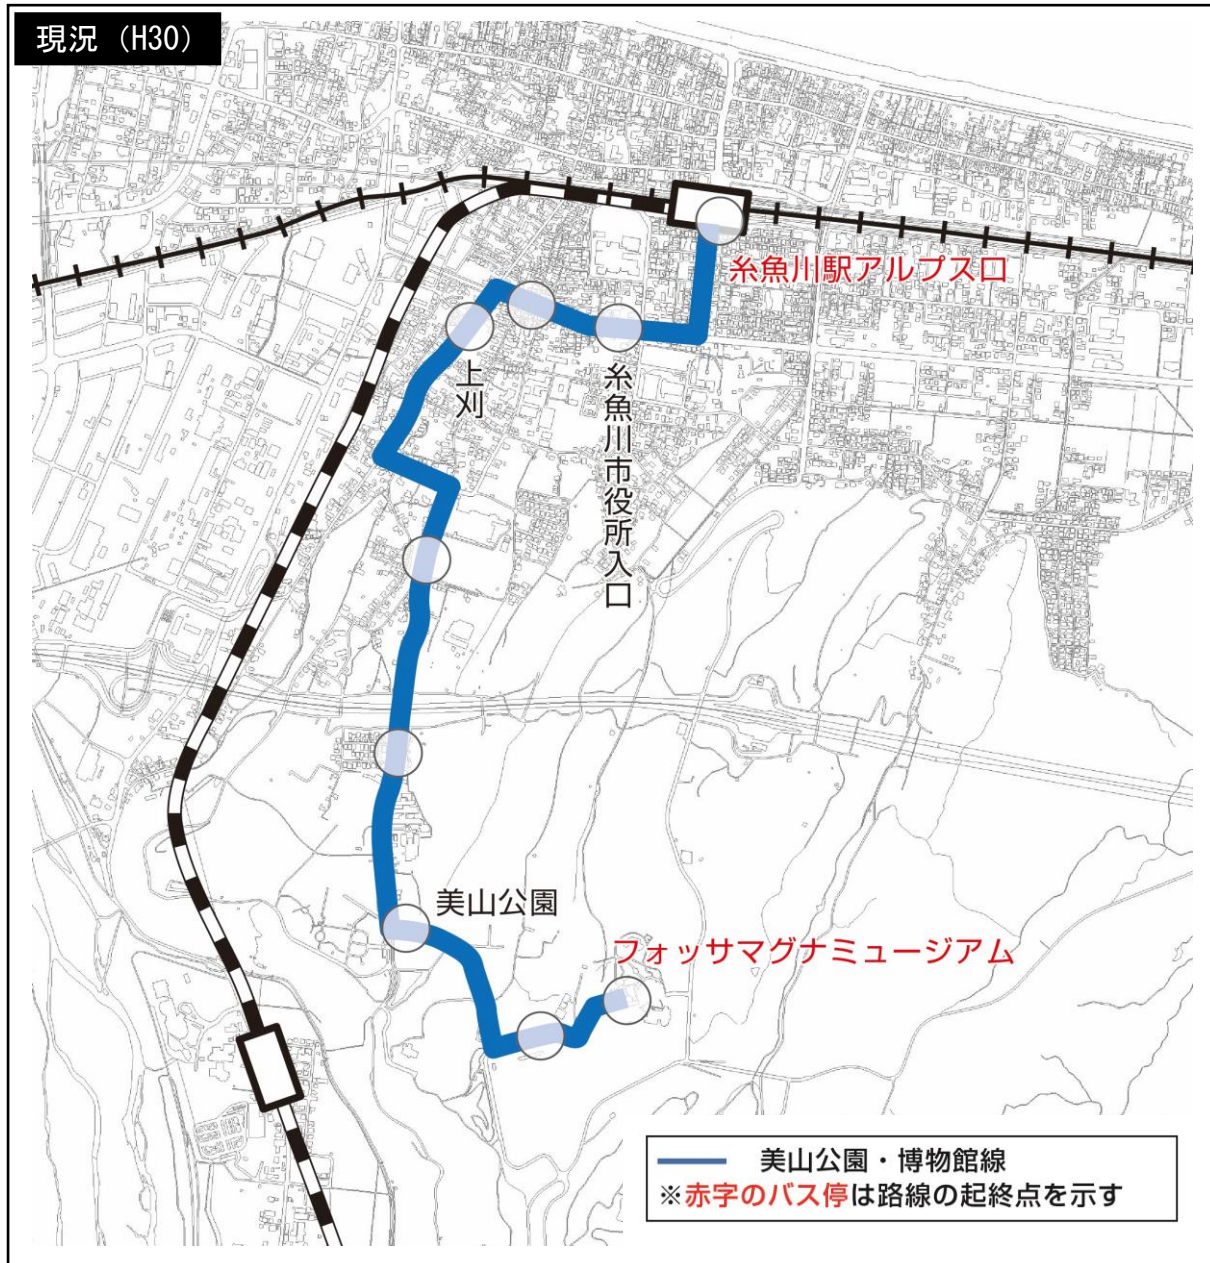 現況（H30）
糸魚川駅アルプス口
上刈
糸魚川市役所入口
美山公園
フォッサマグナミュージアム
美山公園・博物館線
※赤字のバス停は路線の起終点を示す